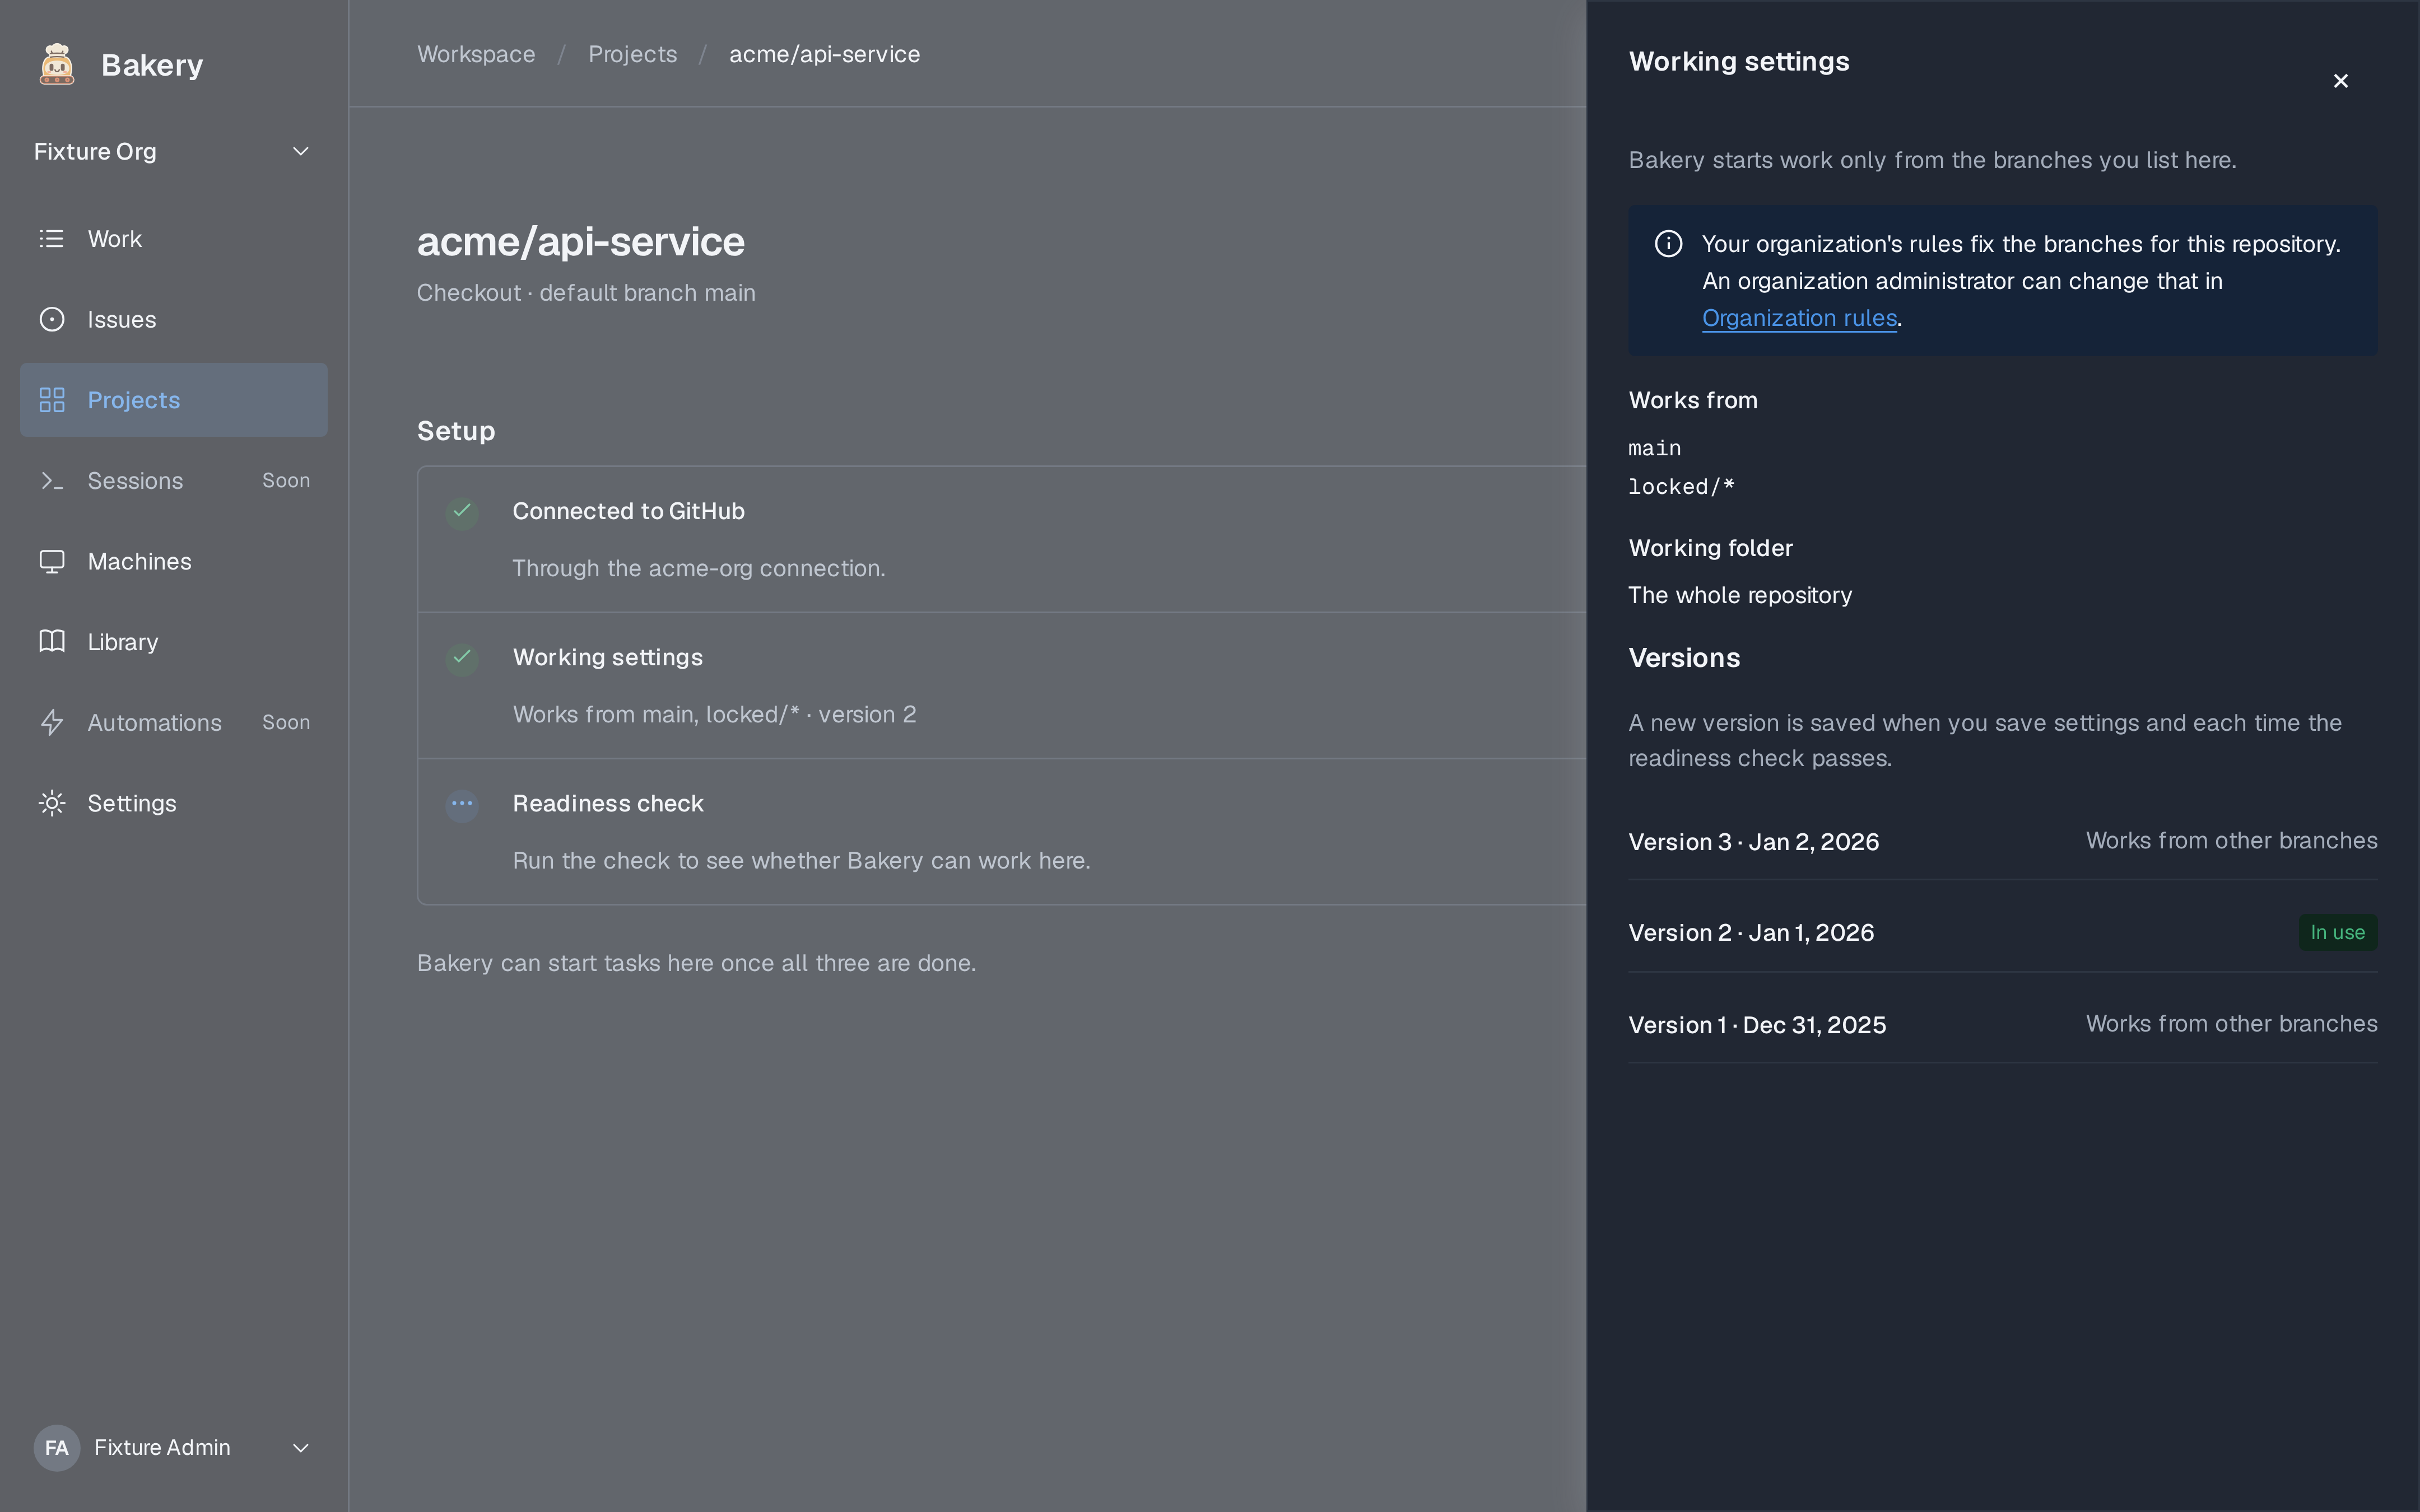 Bakery
Fixture Org
Work
Issues
Projects
Sessions Soon
Machines
Library
Automations Soon
Settings
FA Fixture Admin
Workspace / Projects / acme/api-service
acme/api-service
Checkout · default branch main
Setup
Connected to GitHub
Through the acme-org connection.
Working settings
Works from main, locked/* · version 2
Readiness check
Run the check to see whether Bakery can work here.
Bakery can start tasks here once all three are done.
Working settings
Bakery starts work only from the branches you list here.
Your organization's rules fix the branches for this repository.
An organization administrator can change that in
Organization rules.
Works from
main
locked/*
Working folder
The whole repository
Versions
A new version is saved when you save settings and each time the
readiness check passes.
Version 3 · Jan 2, 2026 Works from other branches
Version 2 · Jan 1, 2026 In use
Version 1 · Dec 31, 2025 Works from other branches